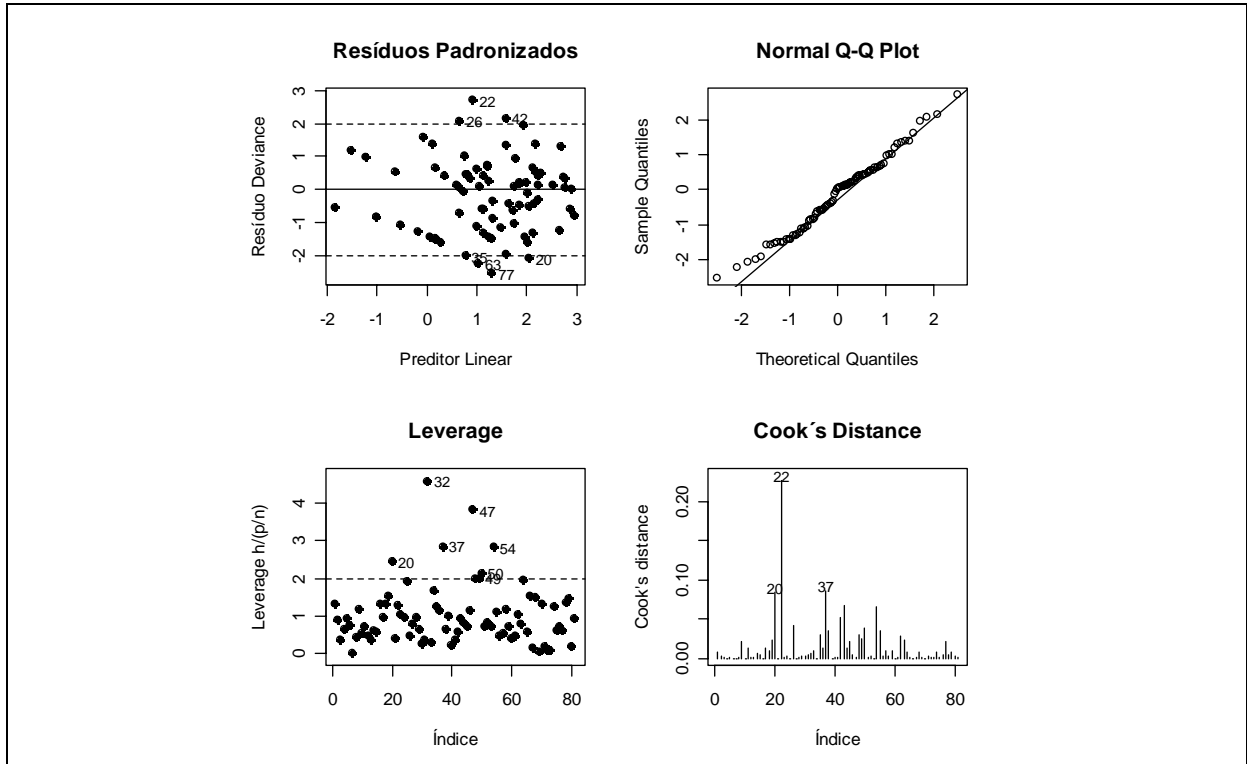 Resíduos Padronizados
Resíduo Deviance
3
2
1
0
-1
-2
22
26
42
35
63
77
20
-2 -1 0 1 2 3
Preditor Linear
Normal Q-Q Plot
Sample Quantiles
2
1
0
-1
-2
-2 -1 0 1 2
Theoretical Quantiles
Leverage
Leverage h/(p/n)
4
3
2
1
0
32
47
37
54
20
50
49
0 20 40 60 80
Índice
Cook´s Distance
Cook's distance
0.20
0.10
0.00
22
20
37
0 20 40 60 80
Índice